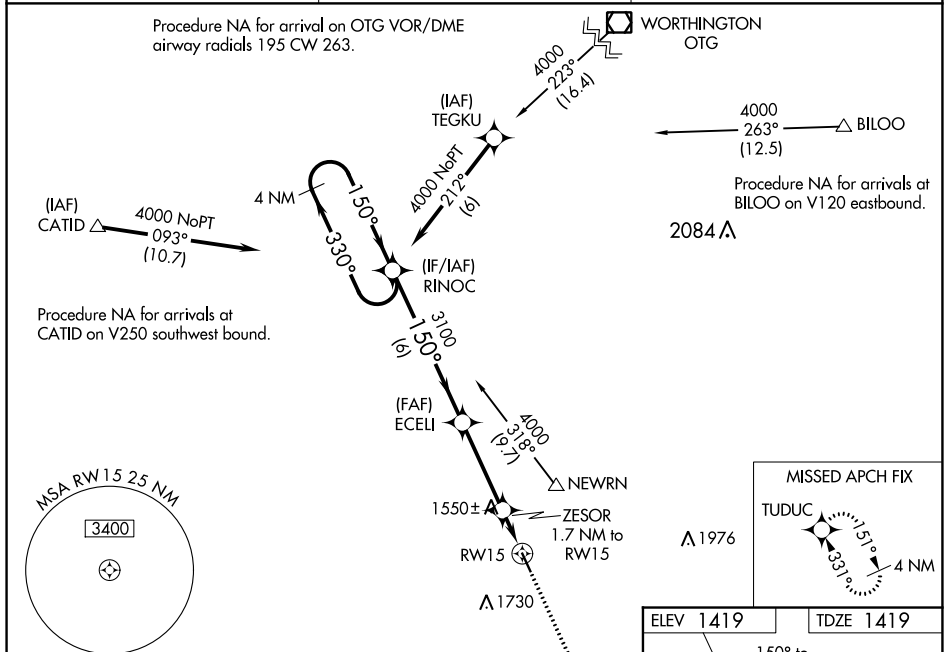 Procedure NA for arrival on OTG VOR/DME
airway radials 195 CW 263.
WORTHINGTON
OTG
4000
223°
(16.4)
(IAF)
TEGKU
4000
263°
(12.5)
BILOO
4000 NoPT
212°
(6)
Procedure NA for arrivals at
BILOO on V120 eastbound.
2084
4 NM
150°
330°
(IAF)
CATID
4000 NoPT
093°
(10.7)
(IF/IAF)
RINOC
Procedure NA for arrivals at
CATID on V250 southwest bound.
3100
150°
(6)
(FAF)
ECELI
4000
318°
(9.7)
NEWRN
MSA RW15 25 NM
3400
1550±
ZESOR
1.7 NM to
RW15
RW15
1976
1730
MISSED APCH FIX
TUDUC
151°
331°
4 NM
ELEV 1419
TDZE 1419
150° to